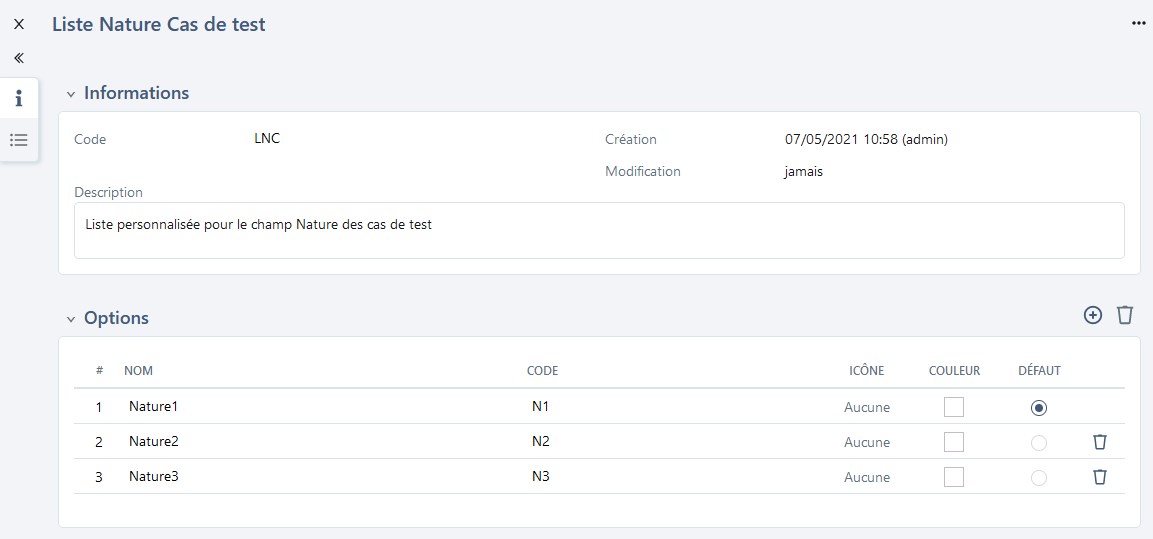 Liste Nature Cas de test
Informations
Code LNC Création 07/05/2021 10:58 (admin)
Modification jamais
Description
Liste personnalisée pour le champ Nature des cas de test
Options
# NOM CODE ICÔNE COULEUR DÉFAUT
1 Nature1 N1 Aucune
2 Nature2 N2 Aucune
3 Nature3 N3 Aucune